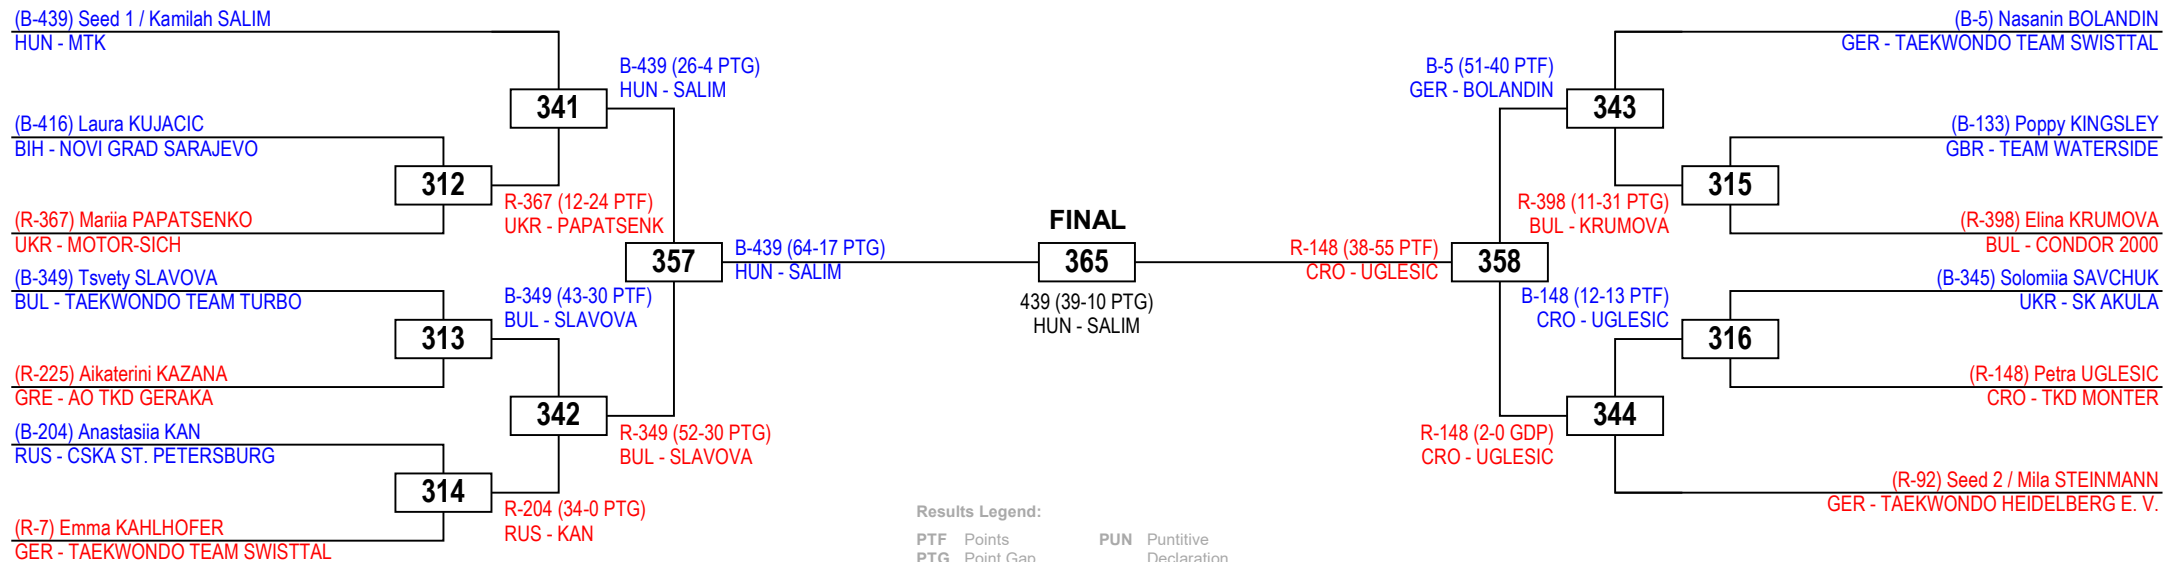 (B-439) Seed 1 / Kamilah SALIM
HUN - MTK
B-439 (26-4 PTG)
HUN - SALIM
341
(B-416) Laura KUJACIC
BIH - NOVI GRAD SARAJEVO
312
R-367 (12-24 PTF)
UKR - PAPATSENK
(R-367) Mariia PAPATSENKO
UKR - MOTOR-SICH
357
B-439 (64-17 PTG)
HUN - SALIM
(B-349) Tsvety SLAVOVA
BUL - TAEKWONDO TEAM TURBO
B-349 (43-30 PTF)
BUL - SLAVOVA
313
(R-225) Aikaterini KAZANA
GRE - AO TKD GERAKA
342
R-349 (52-30 PTG)
BUL - SLAVOVA
(B-204) Anastasiia KAN
RUS - CSKA ST. PETERSBURG
314
R-204 (34-0 PTG)
RUS - KAN
(R-7) Emma KAHLHOFER
GER - TAEKWONDO TEAM SWISTTAL
FINAL
365
439 (39-10 PTG)
HUN - SALIM
(B-5) Nasanin BOLANDIN
GER - TAEKWONDO TEAM SWISTTAL
B-5 (51-40 PTF)
GER - BOLANDIN
343
(B-133) Poppy KINGSLEY
GBR - TEAM WATERSIDE
315
R-398 (11-31 PTG)
BUL - KRUMOVA
(R-398) Elina KRUMOVA
BUL - CONDOR 2000
R-148 (38-55 PTF)
CRO - UGLESIC
358
(B-345) Solomiia SAVCHUK
UKR - SK AKULA
B-148 (12-13 PTF)
CRO - UGLESIC
316
(R-148) Petra UGLESIC
CRO - TKD MONTER
344
R-148 (2-0 GDP)
CRO - UGLESIC
(R-92) Seed 2 / Mila STEINMANN
GER - TAEKWONDO HEIDELBERG E. V.
Results Legend:
PTF Points
PTG Point Gap
PUN Puntitive
Declaration